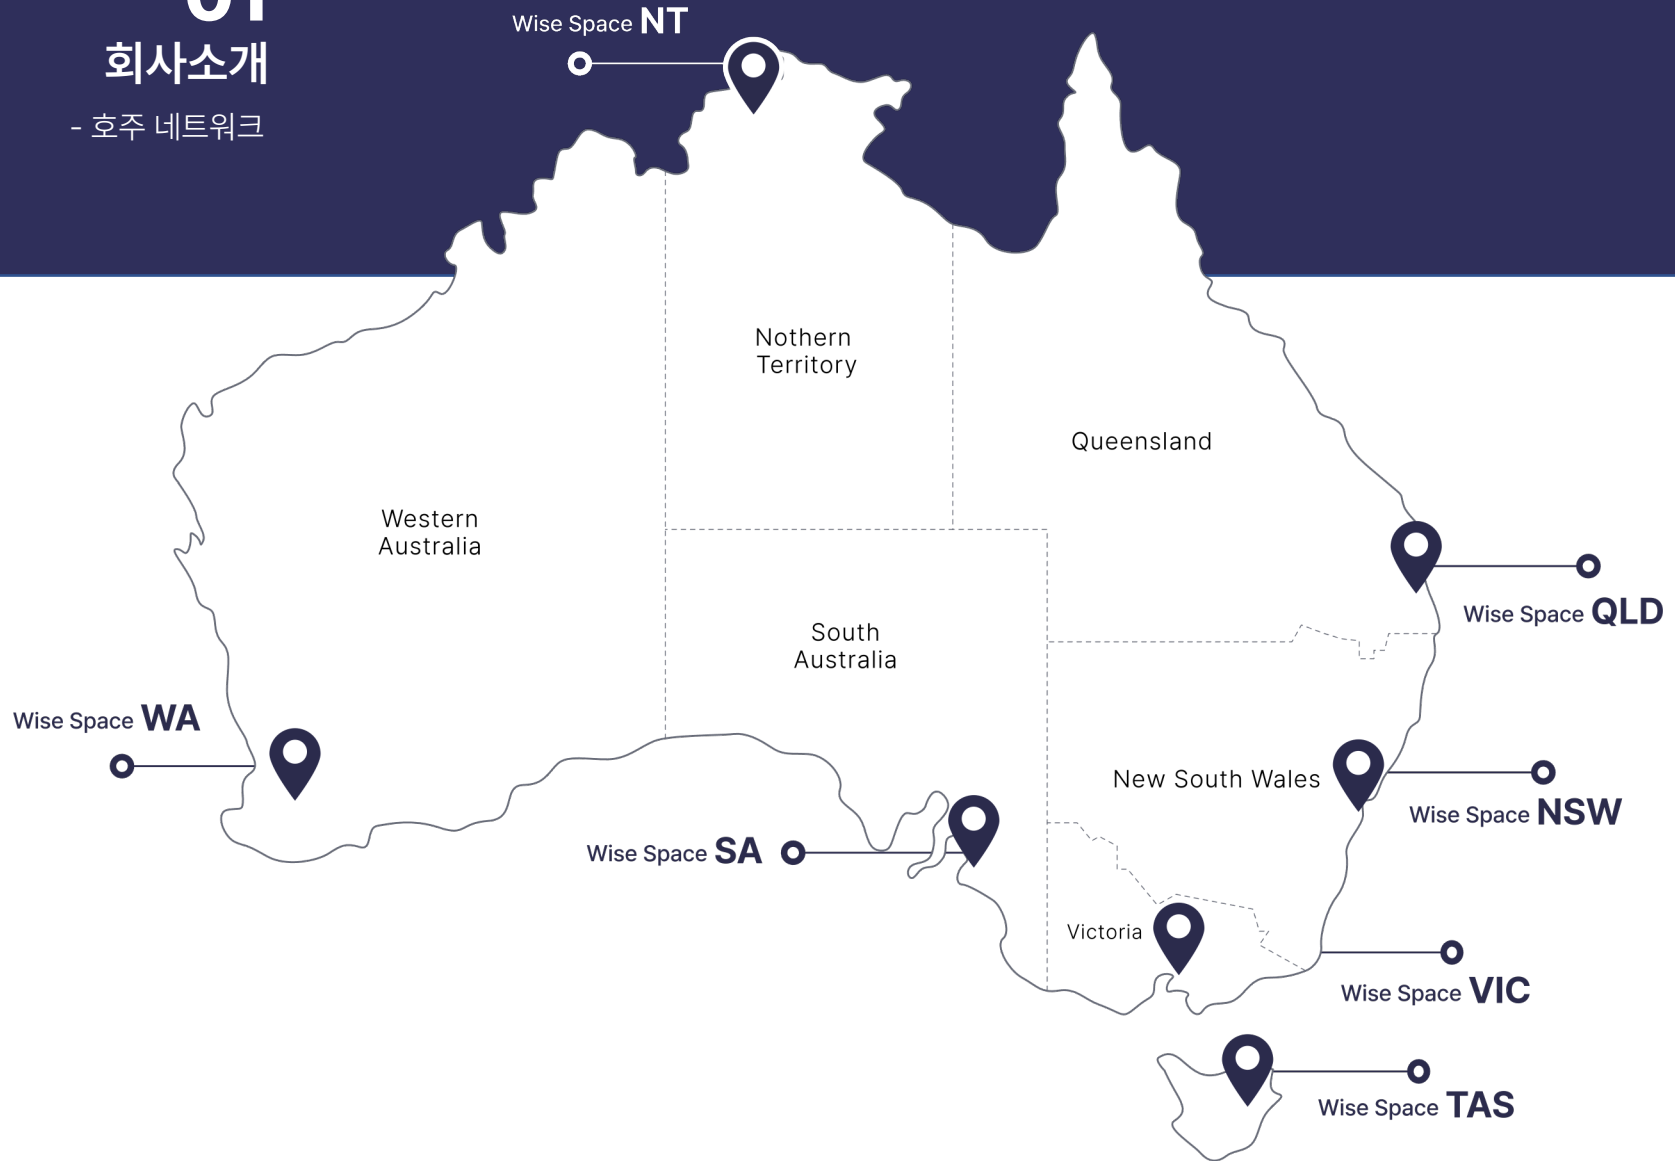 01
회사소개
- 호주 네트워크
Wise Space NT
Nothern
Territory
Queensland
Western
Australia
South
Australia
Wise Space QLD
Wise Space WA
New South Wales
Wise Space NSW
Wise Space SA
Victoria
Wise Space VIC
Wise Space TAS